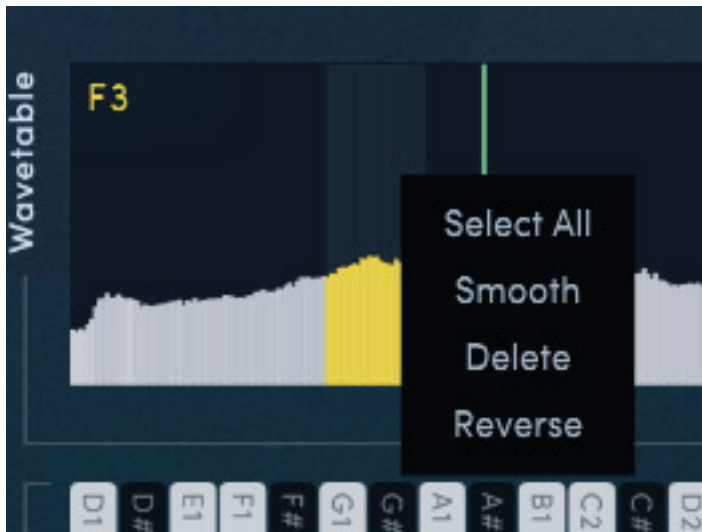 Wavetable
F3
Select All
Smooth
Delete
Reverse
D1 D# E1 F1 F# G1 G# A1 A# B1 C2 C# D2